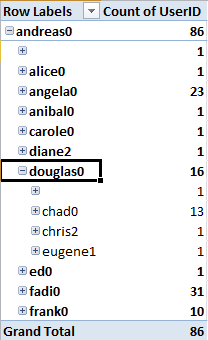 Row Labels Count of UserID
andreas0 86
1
alice0 1
angela0 23
anibal0 1
carole0 1
diane2 1
douglas0 16
1
chad0 13
chris2 1
eugene1 1
ed0 1
fadi0 31
frank0 10
Grand Total 86